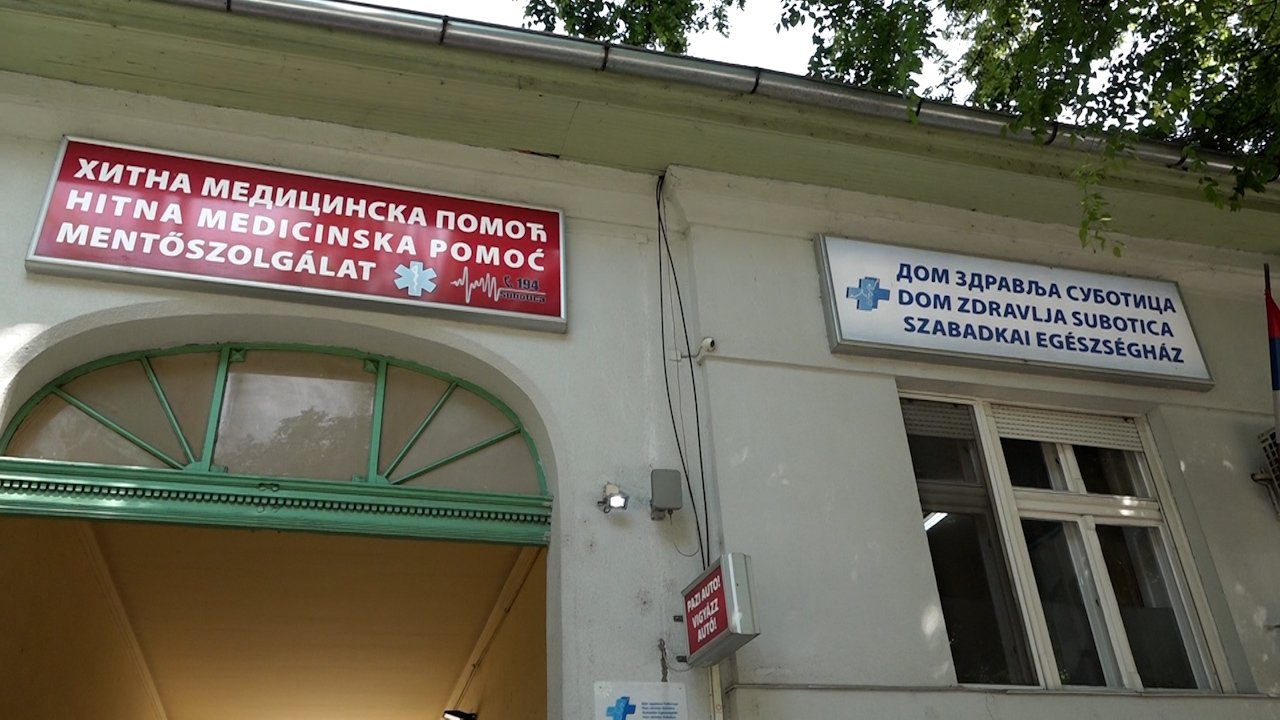 ХИТНА МЕДИЦИНСКА ПОМОЋ
HITNA MEDICINSKA POMOĆ
MENTŐSZOLGÁLAT
194
SUBOTICA
ДОМ ЗДРАВЉА СУБОТИЦА
DOM ZDRAVLJA SUBOTICA
SZABADKAI EGÉSZSÉGHÁZ
PAZI AUTO!
VIGYÁZZ
AUTÓ!